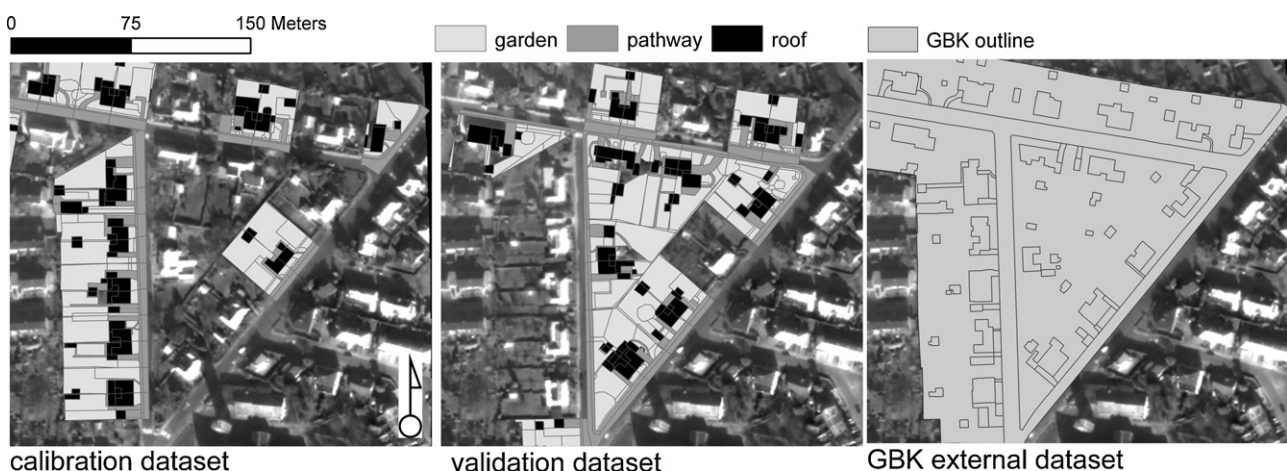 0 75 150 Meters
garden pathway roof GBK outline
calibration dataset validation dataset GBK external dataset